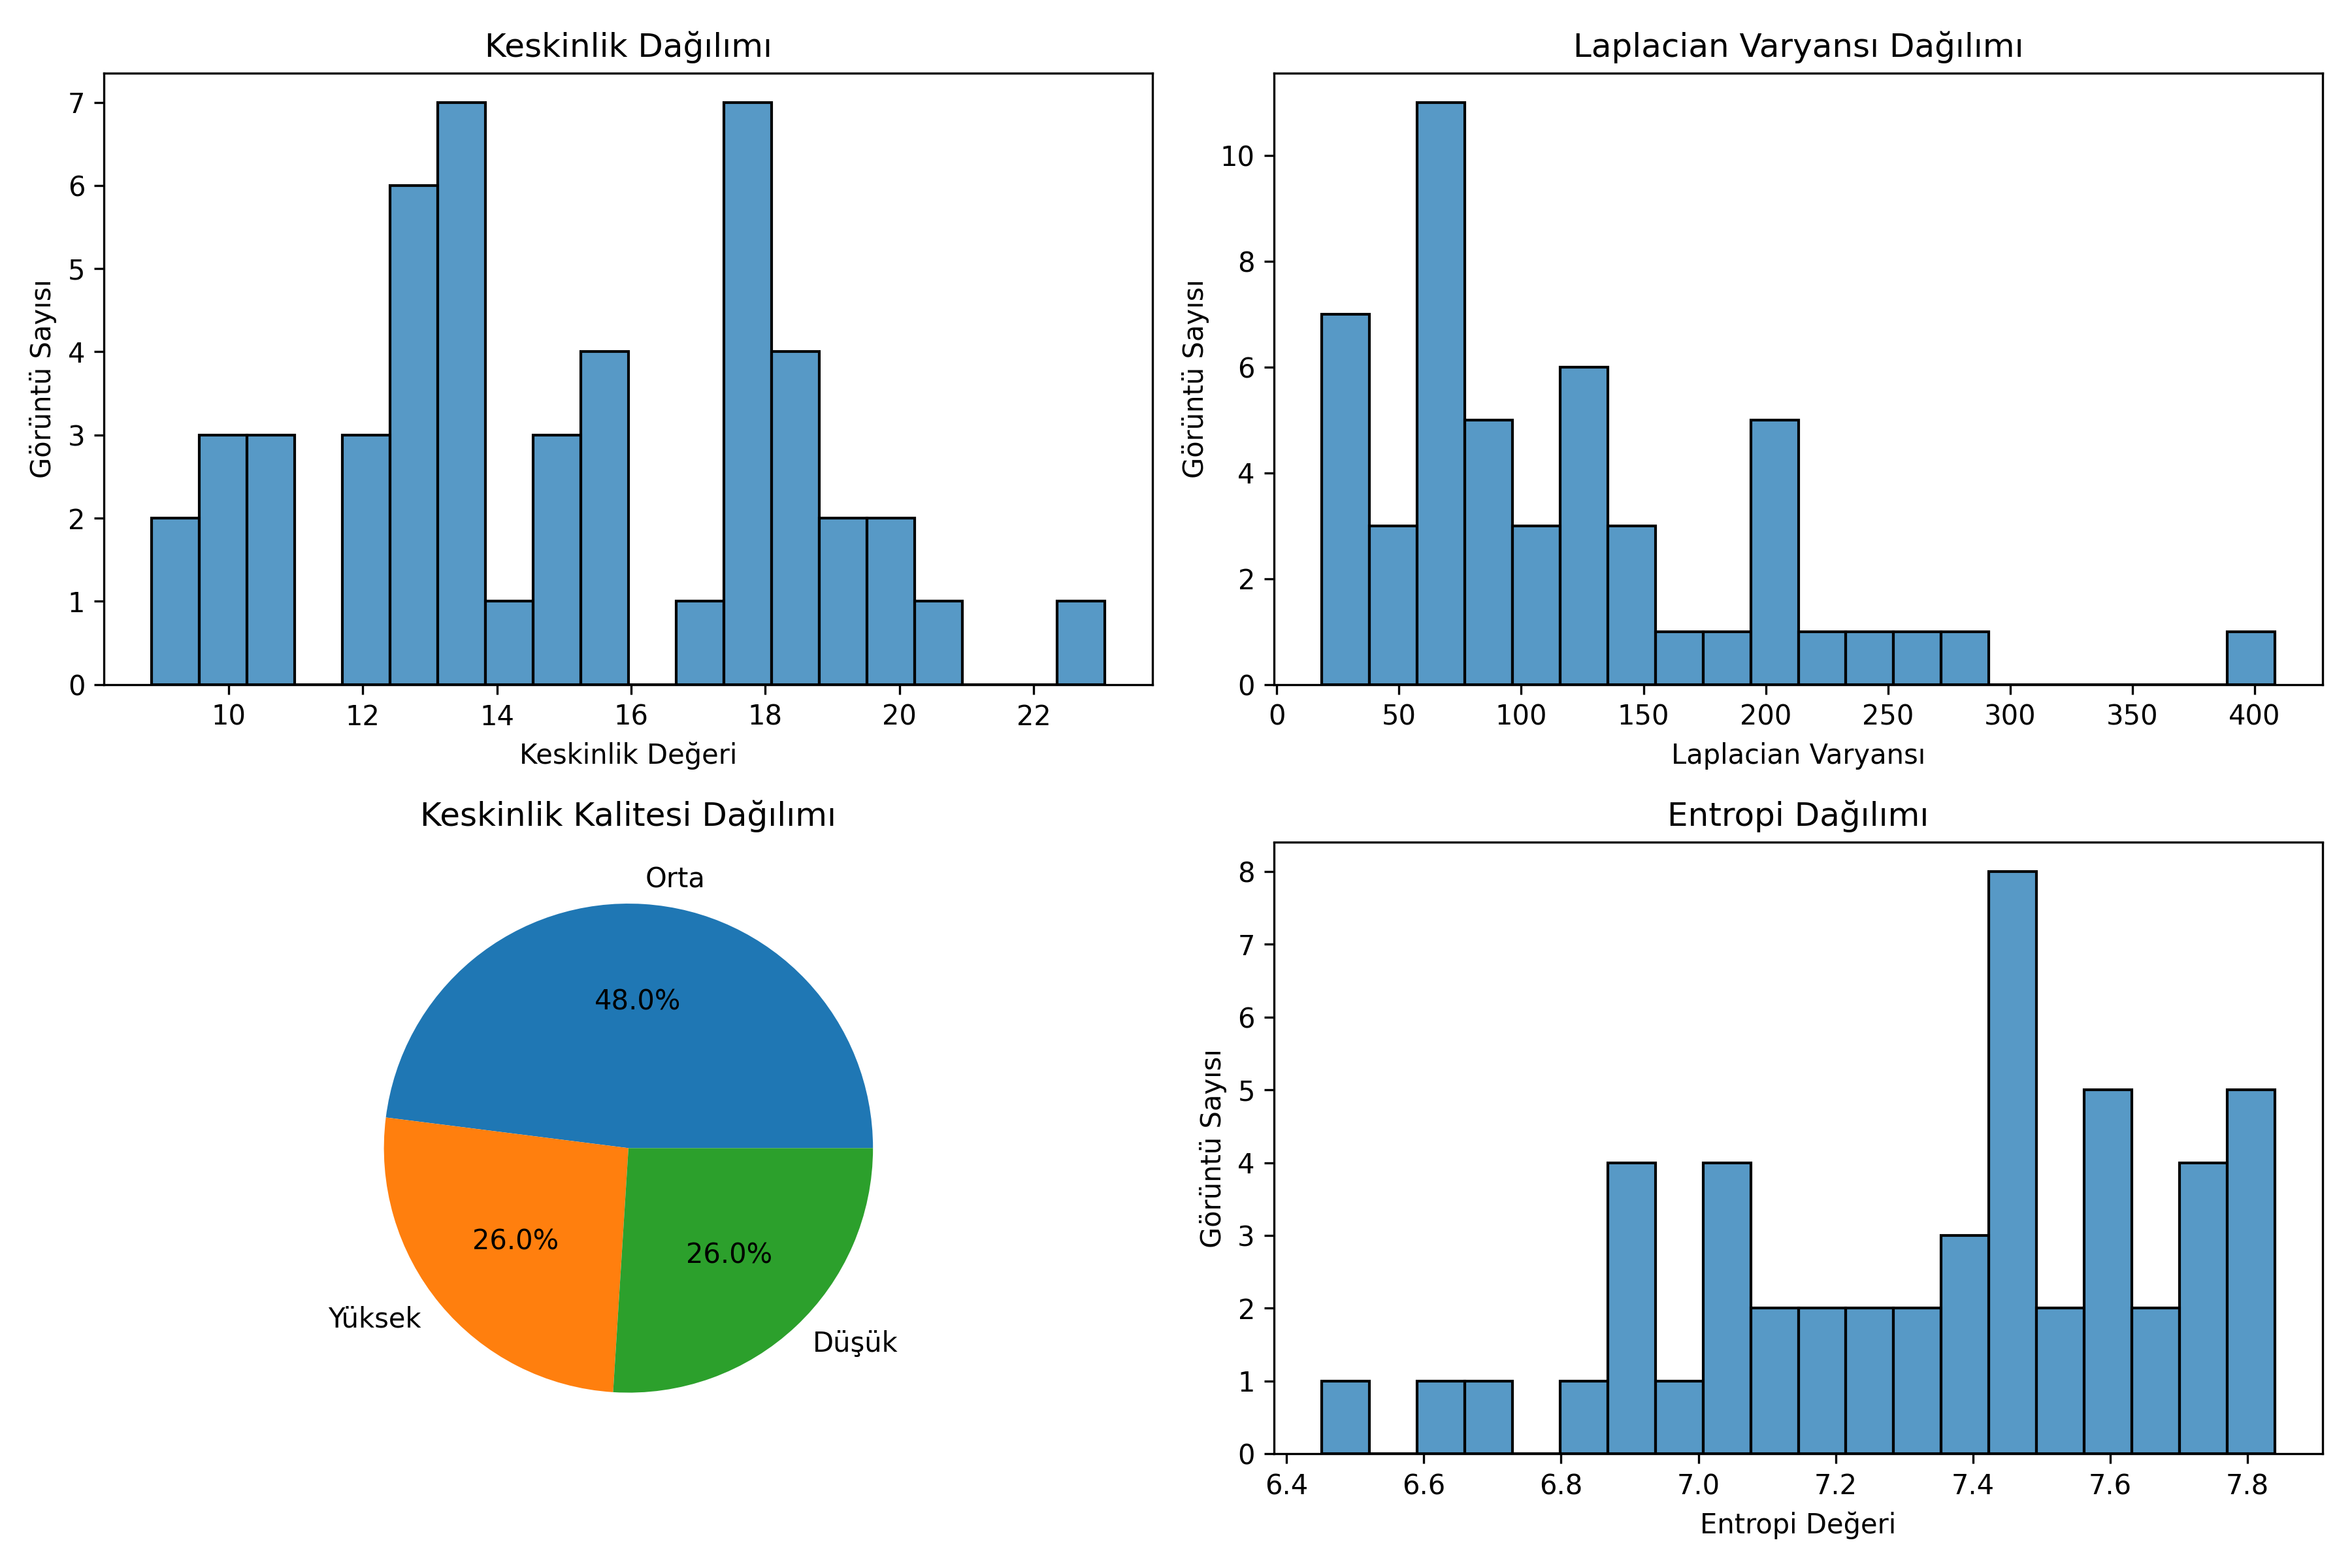 Keskinlik Dağılımı
Görüntü Sayısı
7
6
5
4
3
2
1
0
10 12 14 16 18 20 22
Keskinlik Değeri
Laplacian Varyansı Dağılımı
Görüntü Sayısı
10
8
6
4
2
0
0 50 100 150 200 250 300 350 400
Laplacian Varyansı
Keskinlik Kalitesi Dağılımı
Orta
48.0%
26.0%
26.0%
Yüksek
Düşük
Entropi Dağılımı
Görüntü Sayısı
8
7
6
5
4
3
2
1
0
6.4 6.6 6.8 7.0 7.2 7.4 7.6 7.8
Entropi Değeri